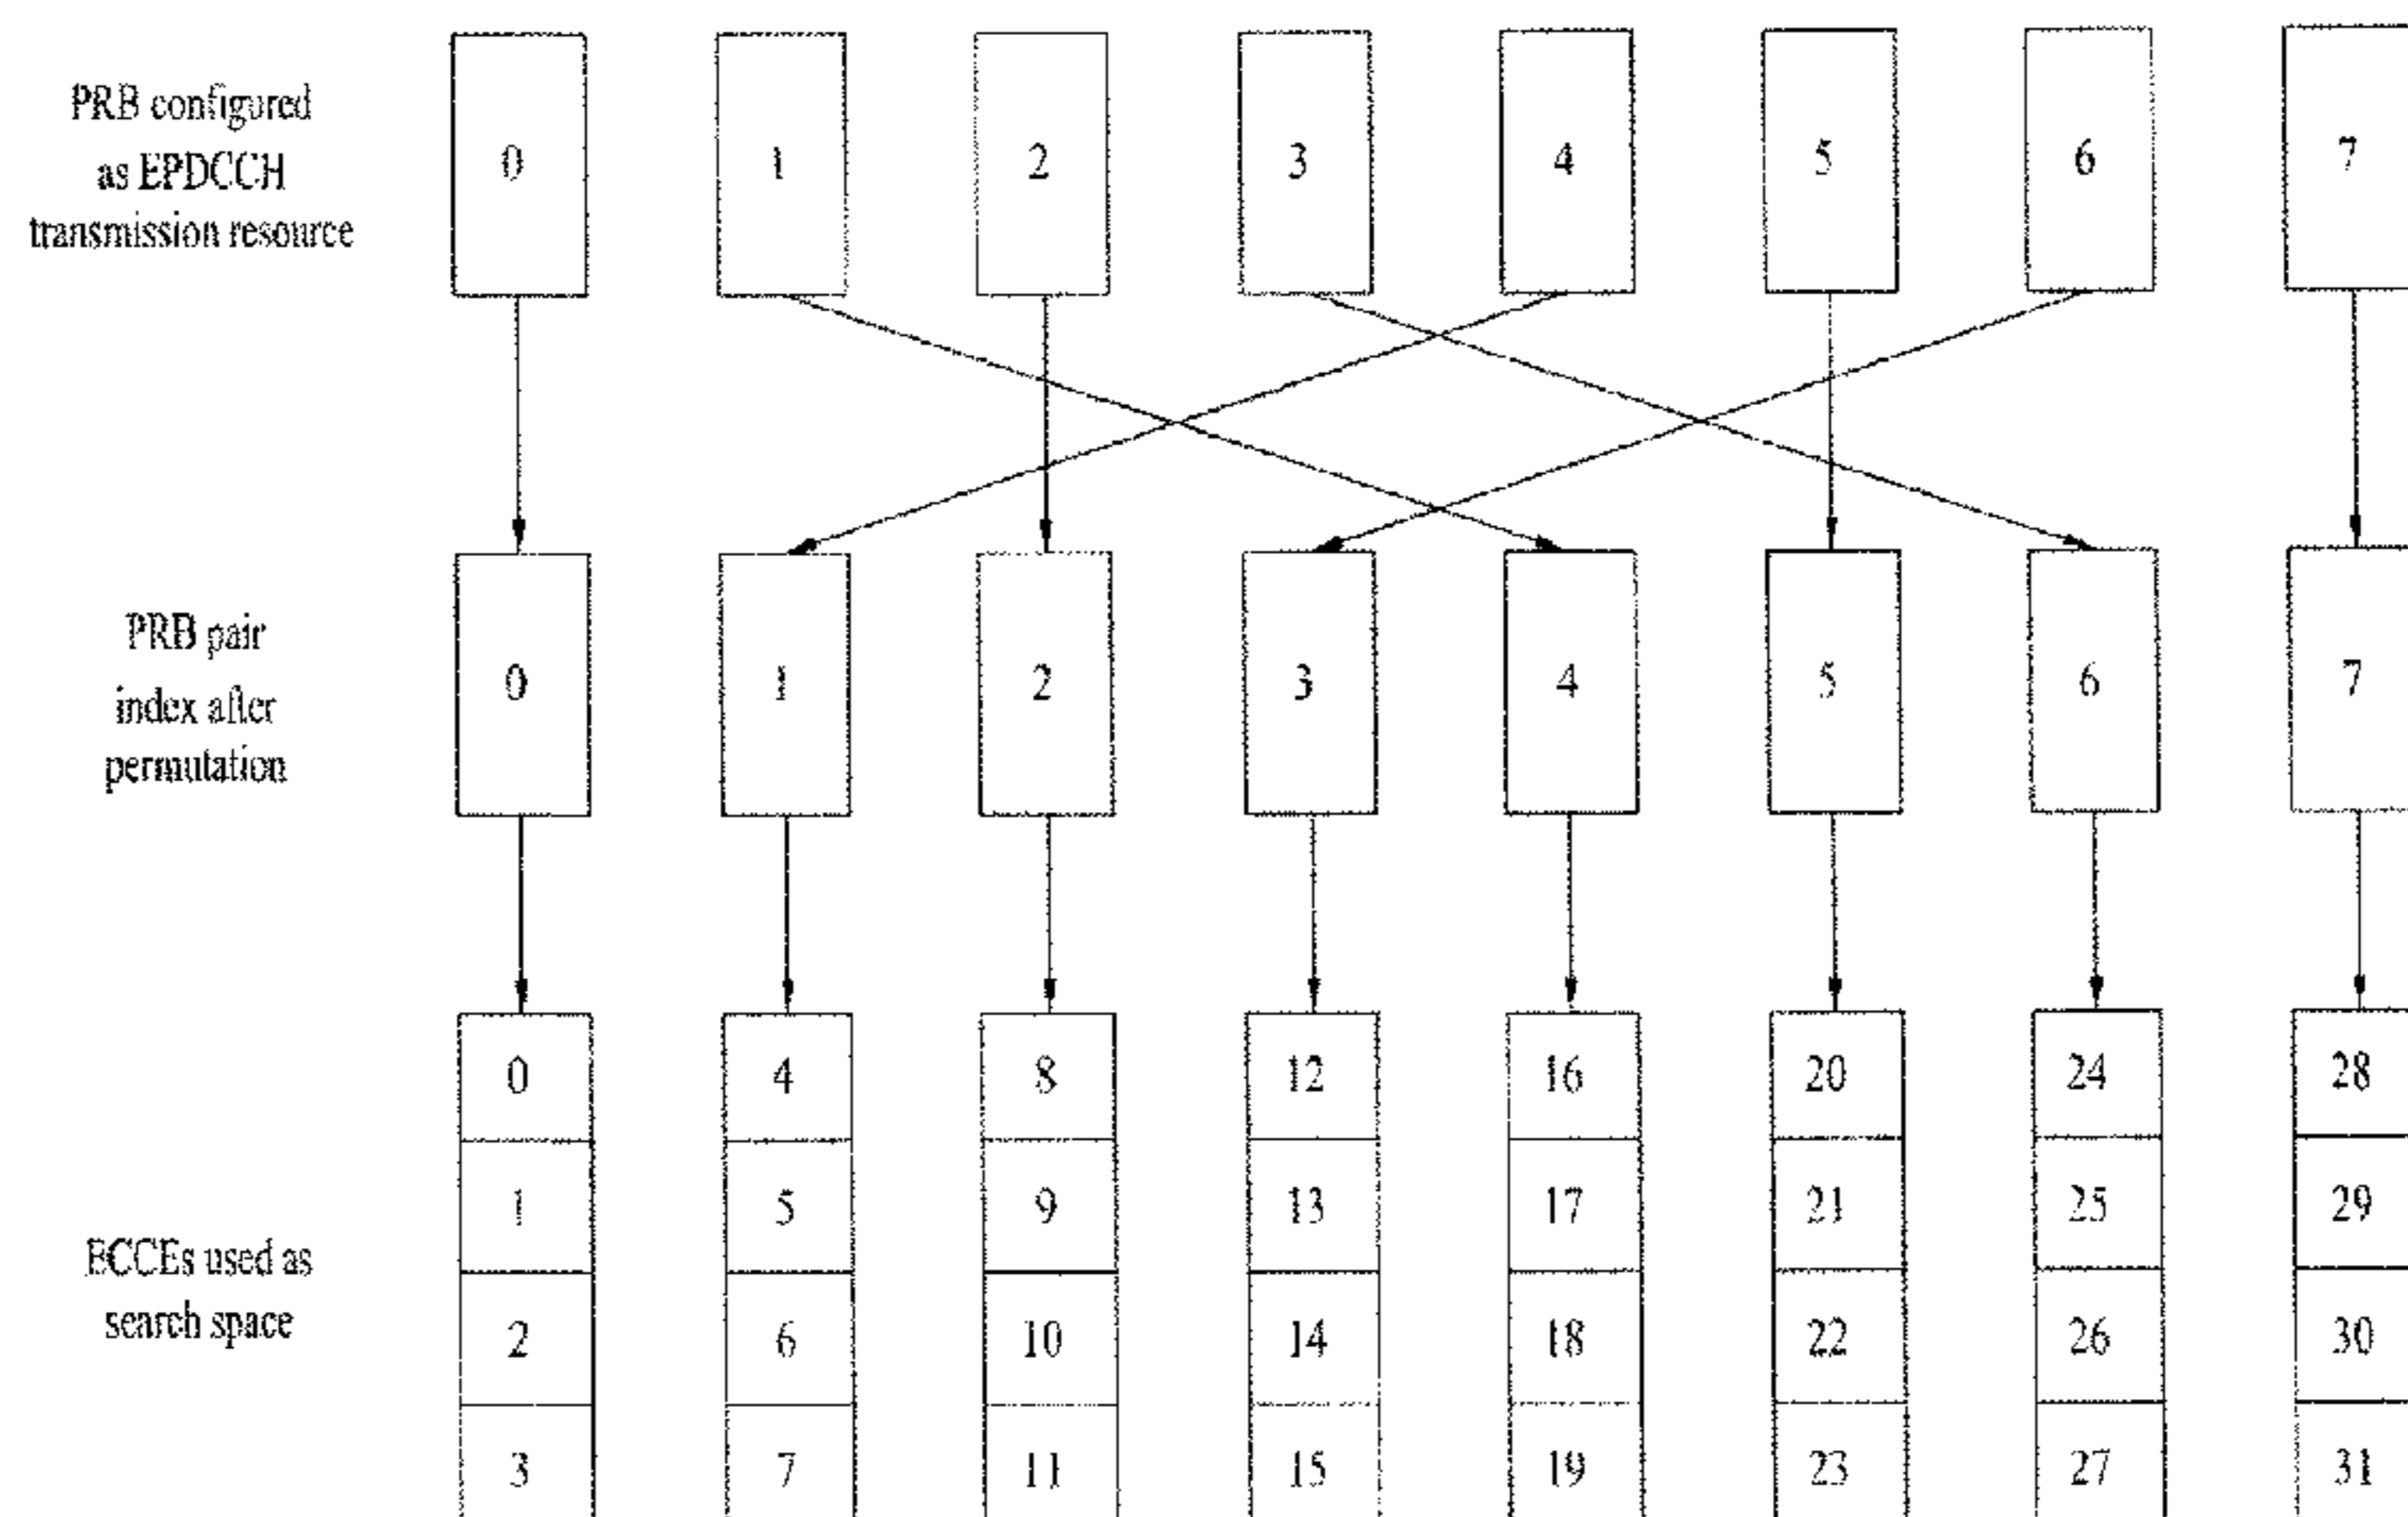 PRB configured
as EPDCCH
transmission resource
0 1 2 3 4 5 6 7
PRB pair
index after
permutation
0 1 2 3 4 5 6 7
ECCEs used as
search space
0 4 8 12 16 20 24 28
1 5 9 13 17 21 25 29
2 6 10 14 18 22 26 30
3 7 11 15 19 23 27 31